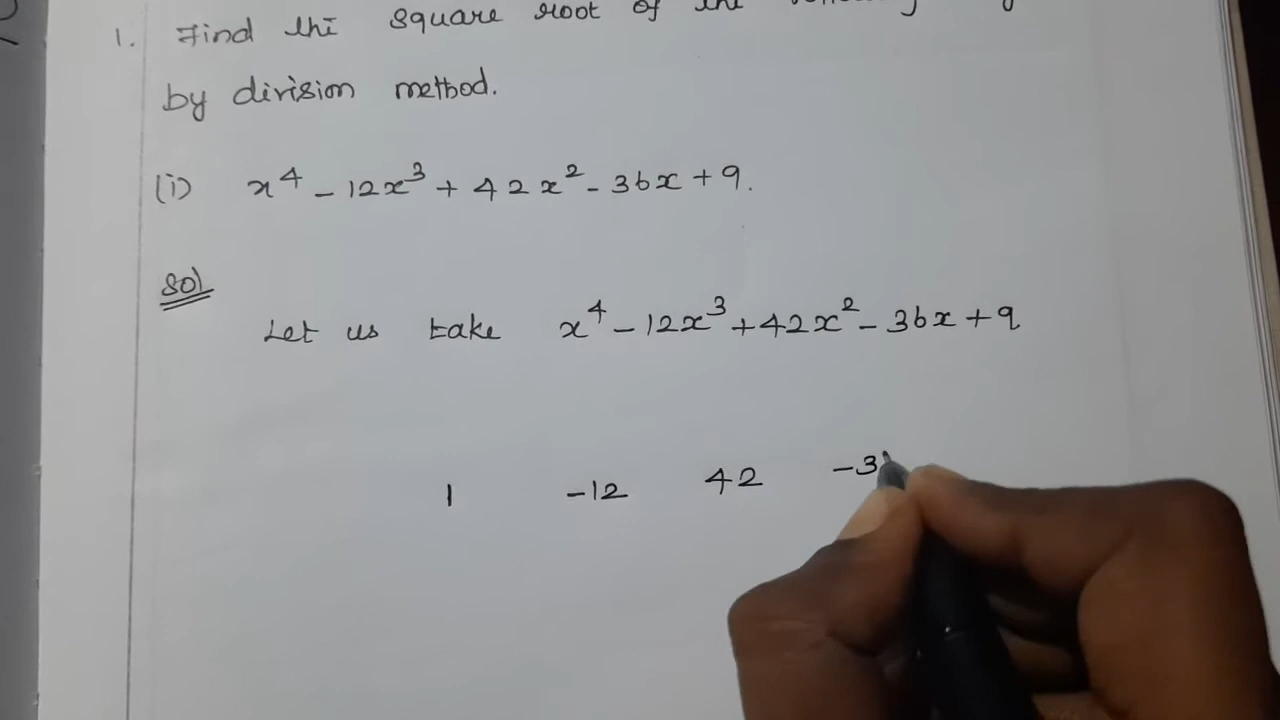 1. Find the square root of the
by division method.
(i) x⁴ - 12x³ + 42x² - 36x + 9.
Sol
Let us take x⁴ - 12x³ + 42x² - 36x + 9
1 -12 42 -3